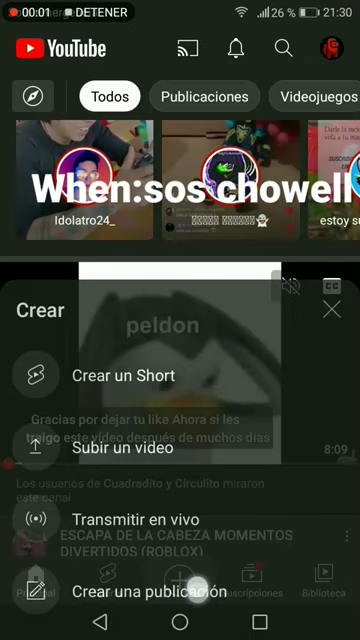 00:01 DETENER
26 % 21:30
YouTube
Todos
Publicaciones
Videojuegos
When:sos chowell
Idolatro24_
estoy su
CC
Crear
peldon
Crear un Short
Gracias por dejar tu like Ahora si les
traigo este video después de muchos dias
Subir un video
8:09
Los usuarios de Cuadradito y Circulito miraron
este canal
Transmitir en vivo
ESCAPA DE LA CABEZA MOMENTOS
DIVERTIDOS (ROBLOX)
Crear una publicación
Suscripciones
Biblioteca